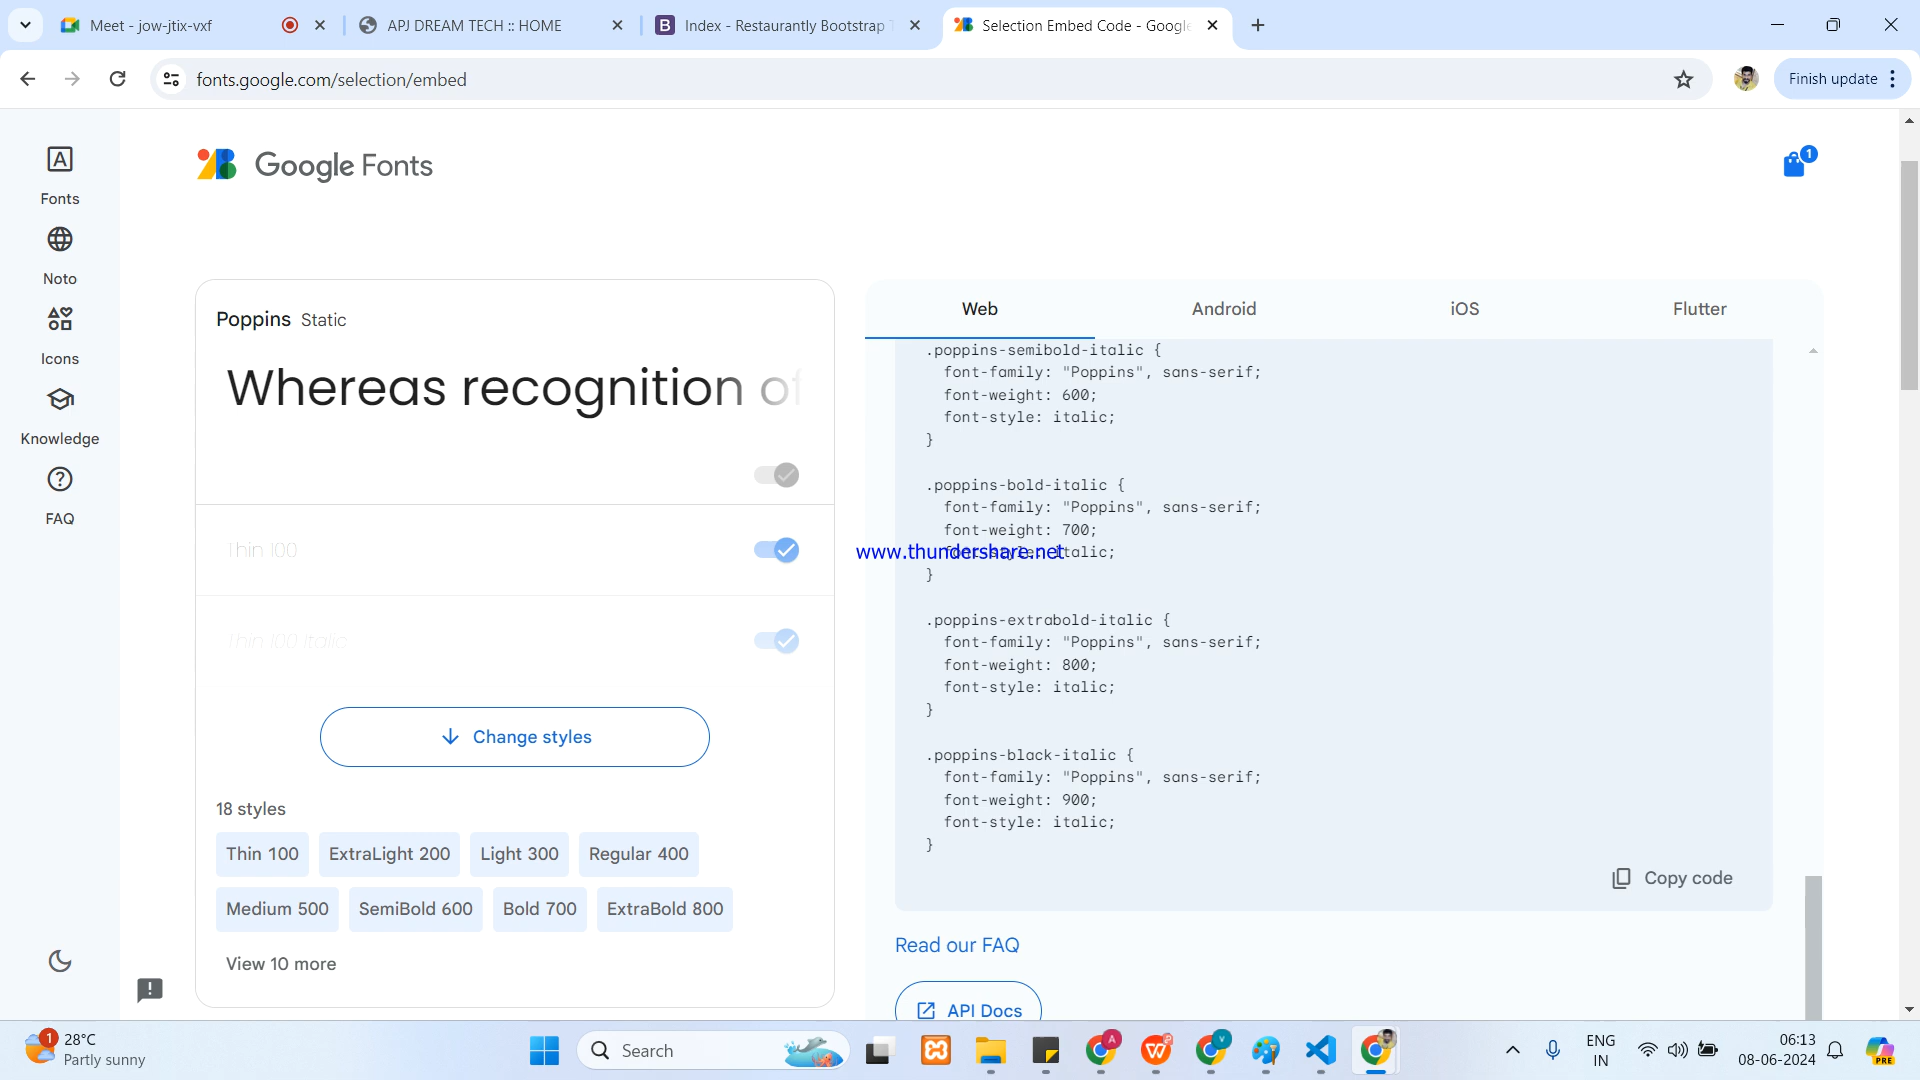 Meet - jow-jtix-vxf
APJ DREAM TECH :: HOME
B Index - Restaurantly Bootstrap T
Selection Embed Code - Google
fonts.google.com/selection/embed
Finish update
Google Fonts
1
Fonts
Noto
Icons
Knowledge
FAQ
Poppins Static
Whereas recognition of
Thin 100
Thin 100 Italic
Change styles
18 styles
Thin 100
ExtraLight 200
Light 300
Regular 400
Medium 500
SemiBold 600
Bold 700
ExtraBold 800
View 10 more
Web
Android
iOS
Flutter
.poppins-semibold-italic {
font-family: "Poppins", sans-serif;
font-weight: 600;
font-style: italic;
}
.poppins-bold-italic {
font-family: "Poppins", sans-serif;
font-weight: 700;
font-style: italic;
www.thundershare.net
}
.poppins-extrabold-italic {
font-family: "Poppins", sans-serif;
font-weight: 800;
font-style: italic;
}
.poppins-black-italic {
font-family: "Poppins", sans-serif;
font-weight: 900;
font-style: italic;
}
Copy code
Read our FAQ
API Docs
1
28°C
Partly sunny
Search
A
V
ENG
IN
06:13
08-06-2024
PRE